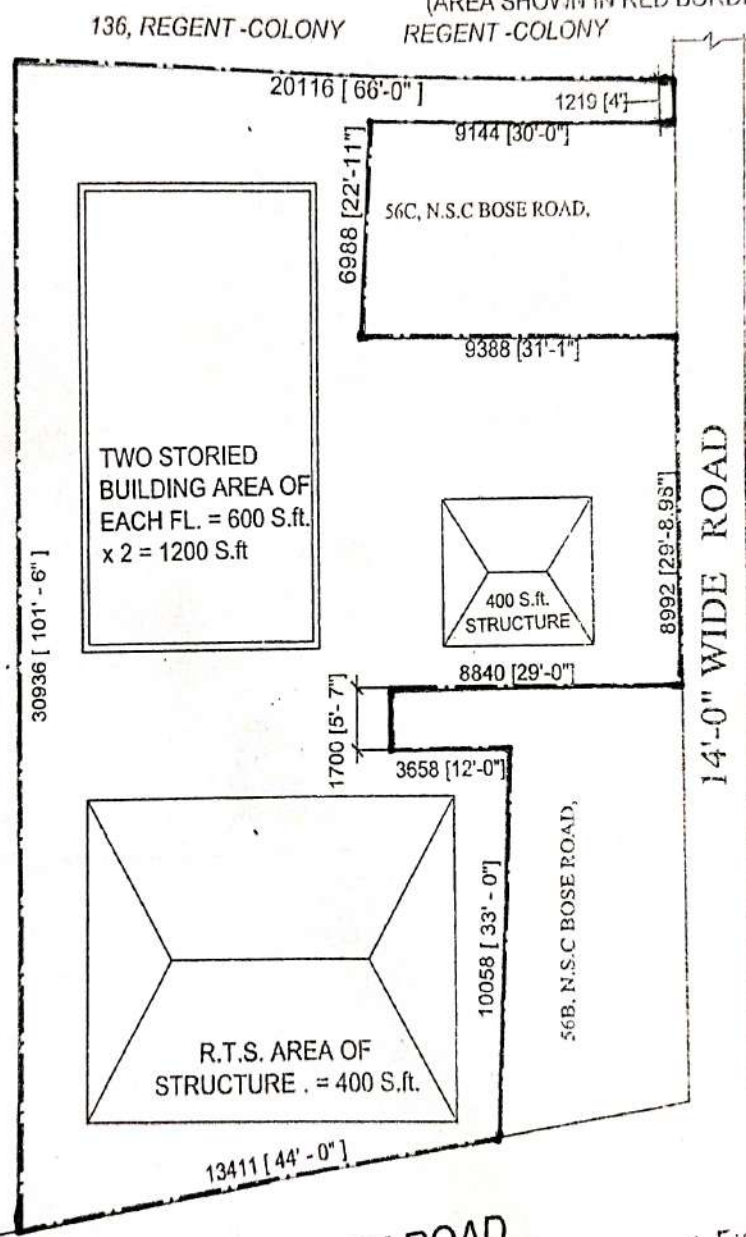 (AREA SHOWN IN RED BORDE
136, REGENT -COLONY
REGENT -COLONY
20116 [ 66'-0" ]
1219 [4']
9144 [30'-0"]
6988 [22'-11"]
56C, N.S.C BOSE ROAD,
9388 [31'-1"]
TWO STORIED
BUILDING AREA OF
EACH FL. = 600 S.ft.
x 2 = 1200 S.ft
30936 [ 101' - 6" ]
400 S.ft.
STRUCTURE
8992 [29'-8.98"]
14'-0" WIDE ROAD
8840 [29'-0"]
1700 [5'- 7"]
3658 [12'-0"]
10058 [ 33' - 0" ]
56B. N.S.C BOSE ROAD,
R.T.S. AREA OF
STRUCTURE . = 400 S.ft.
13411 [ 44' - 0" ]
ROAD